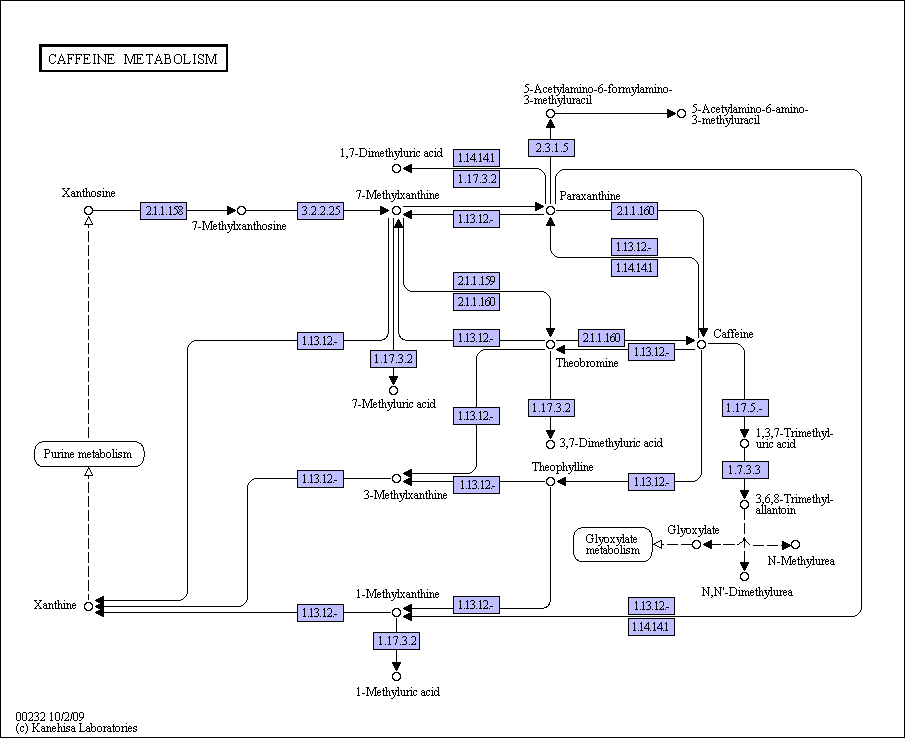 CAFFEINE METABOLISM
5-Acetylamino-6-formylamino-
3-methyluracil
5-Acetylamino-6-amino-
3-methyluracil
2.3.1.5
1,7-Dimethyluric acid
1.14.14.1
1.17.3.2
Xanthosine
7-Methylxanthine
Paraxanthine
2.1.1.158
3.2.2.25
1.13.12.-
2.1.1.160
7-Methylxanthosine
1.13.12.-
1.14.14.1
2.1.1.159
2.1.1.160
1.13.12.-
1.13.12.-
2.1.1.160
Caffeine
1.13.12.-
Theobromine
1.17.3.2
7-Methyluric acid
1.13.12.-
1.17.3.2
1.17.5.-
3,7-Dimethyluric acid
1,3,7-Trimethyl-
uric acid
Purine metabolism
Theophylline
1.7.3.3
1.13.12.-
3-Methylxanthine
1.13.12.-
1.13.12.-
3,6,8-Trimethyl-
allantoin
Glyoxylate
metabolism
Glyoxylate
N-Methylurea
N,N'-Dimethylurea
Xanthine
1-Methylxanthine
1.13.12.-
1.13.12.-
1.13.12.-
1.14.14.1
1.17.3.2
1-Methyluric acid
00232 10/2/09
(c) Kanehisa Laboratories